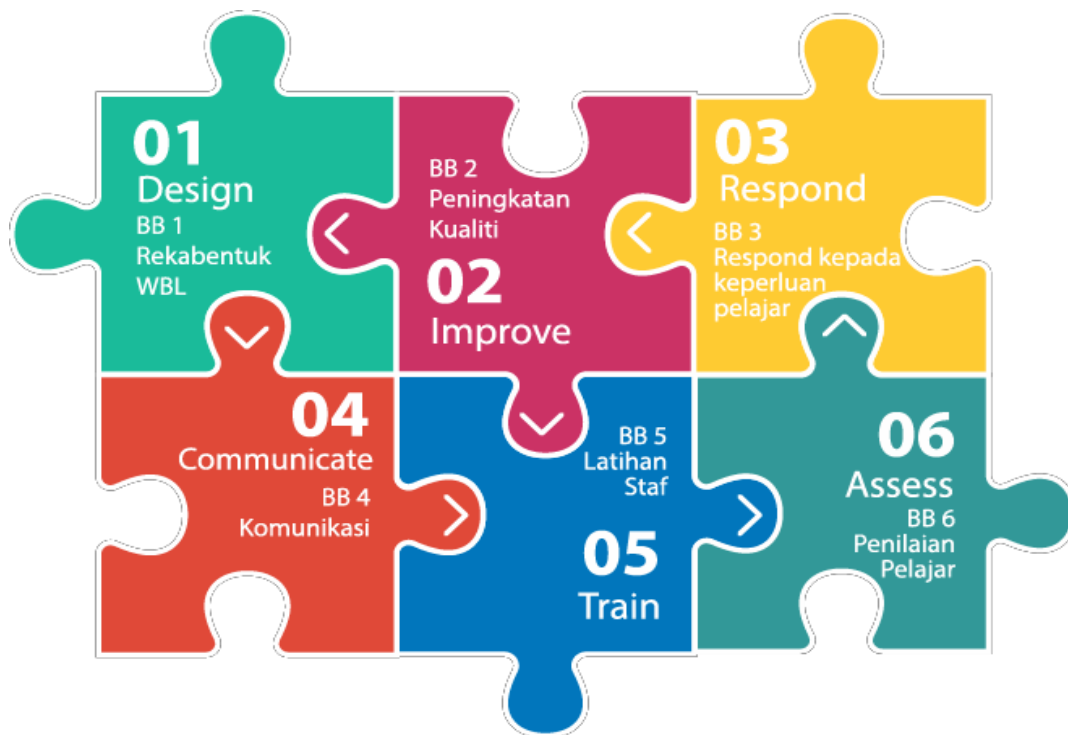 01
Design
BB 1
Rekabentuk
WBL
BB 2
Peningkatan
Kualiti
02
Improve
03
Respond
BB 3
Respond kepada
keperluan
pelajar
04
Communicate
BB 4
Komunikasi
BB 5
Latihan
Staf
05
Train
06
Assess
BB 6
Penilaian
Pelajar